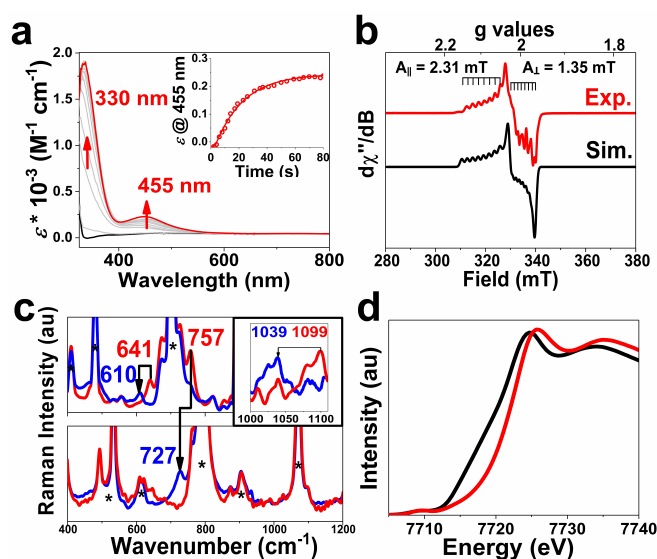 a
ε * 10⁻³ (M⁻¹ cm⁻¹)
2.0
1.5
1.0
0.5
0.0
330 nm
455 nm
400 500 600 700 800
Wavelength (nm)
ε @ 455 nm
0.3
0.2
0.1
0.0
0 20 40 60 80
Time (s)
b
g values
2.2 2 1.8
A∥ = 2.31 mT A⊥ = 1.35 mT
Exp.
Sim.
dχ'''/dB
280 300 320 340 360 380
Field (mT)
c
Raman Intensity (au)
641
610
757
727
* * *
* * * * *
1039 1099
1000 1050 1100
400 600 800 1000 1200
Wavenumber (cm⁻¹)
d
Intensity (au)
7710 7720 7730 7740
Energy (eV)